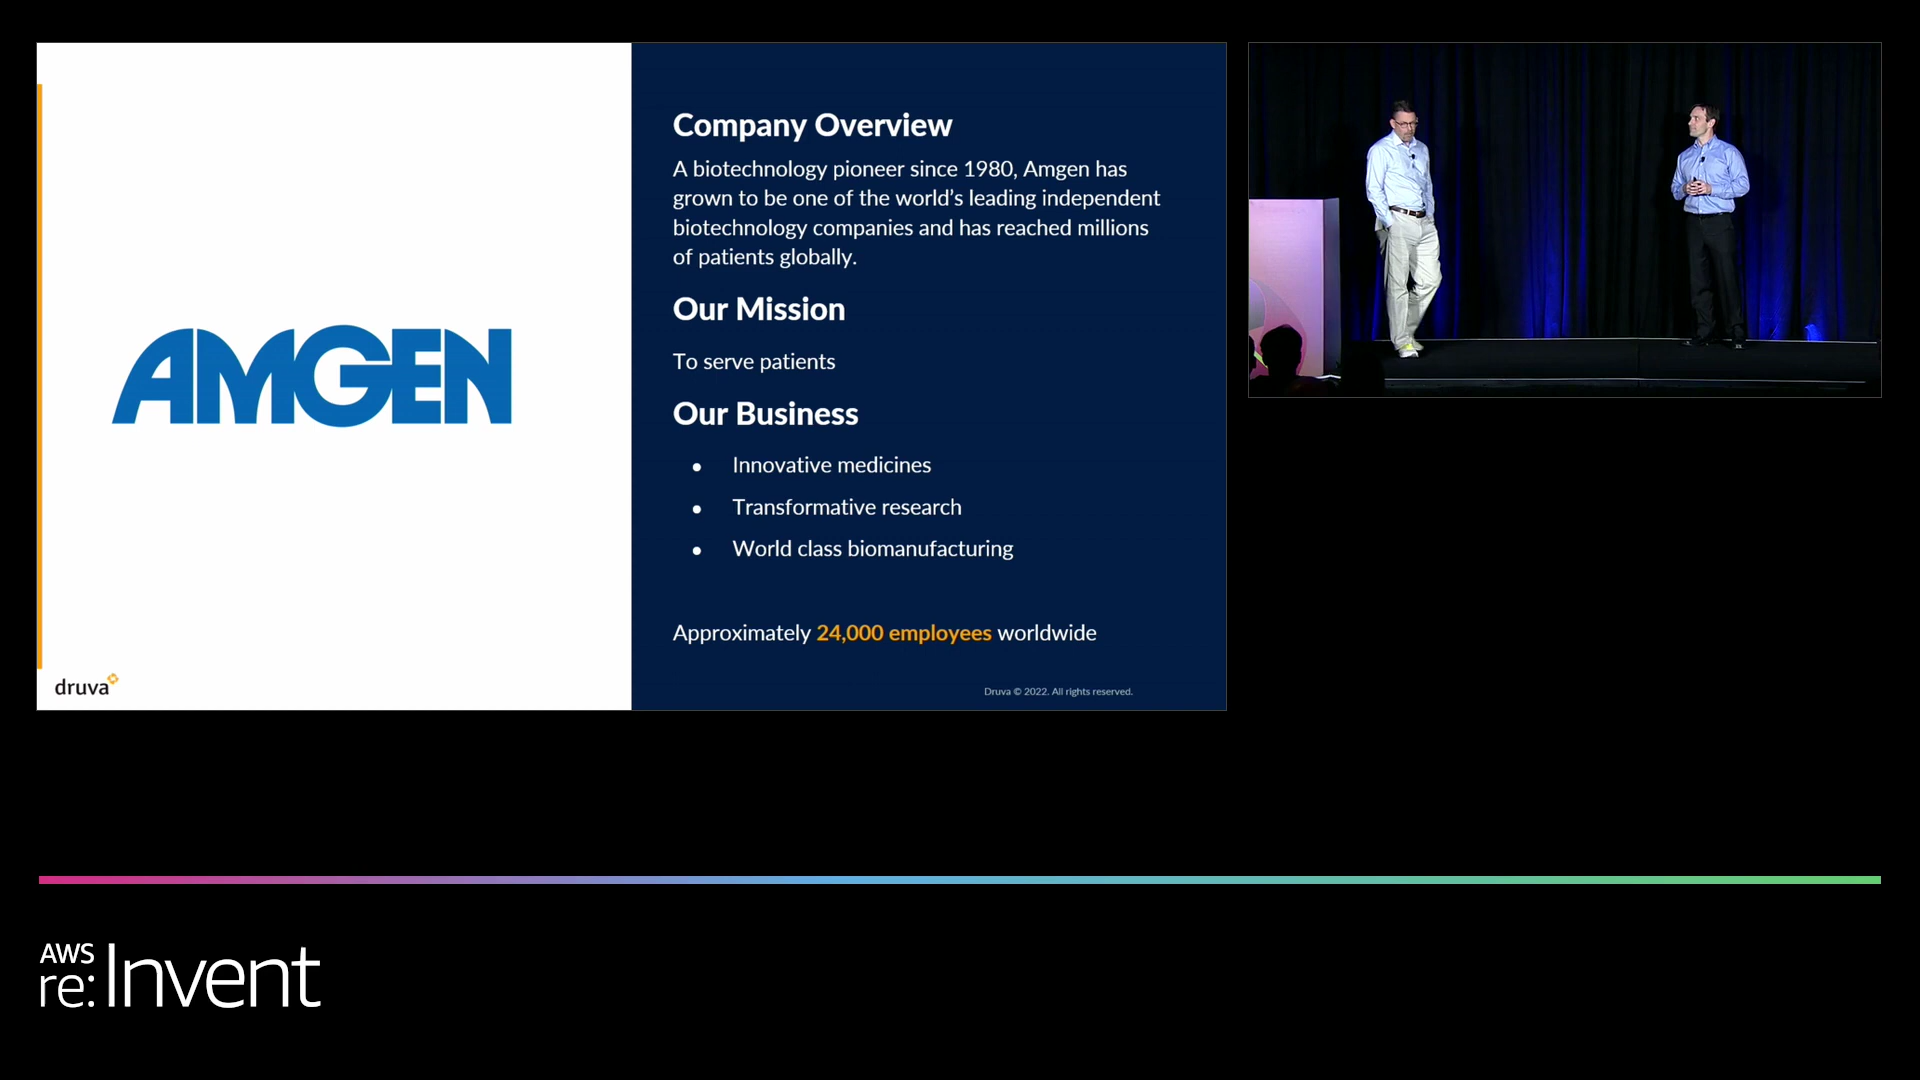 AMGEN
druva
Company Overview
A biotechnology pioneer since 1980, Amgen has
grown to be one of the world’s leading independent
biotechnology companies and has reached millions
of patients globally.
Our Mission
To serve patients
Our Business
● Innovative medicines
● Transformative research
● World class biomanufacturing
Approximately 24,000 employees worldwide
Druva © 2022. All rights reserved.
AWS
re:Invent